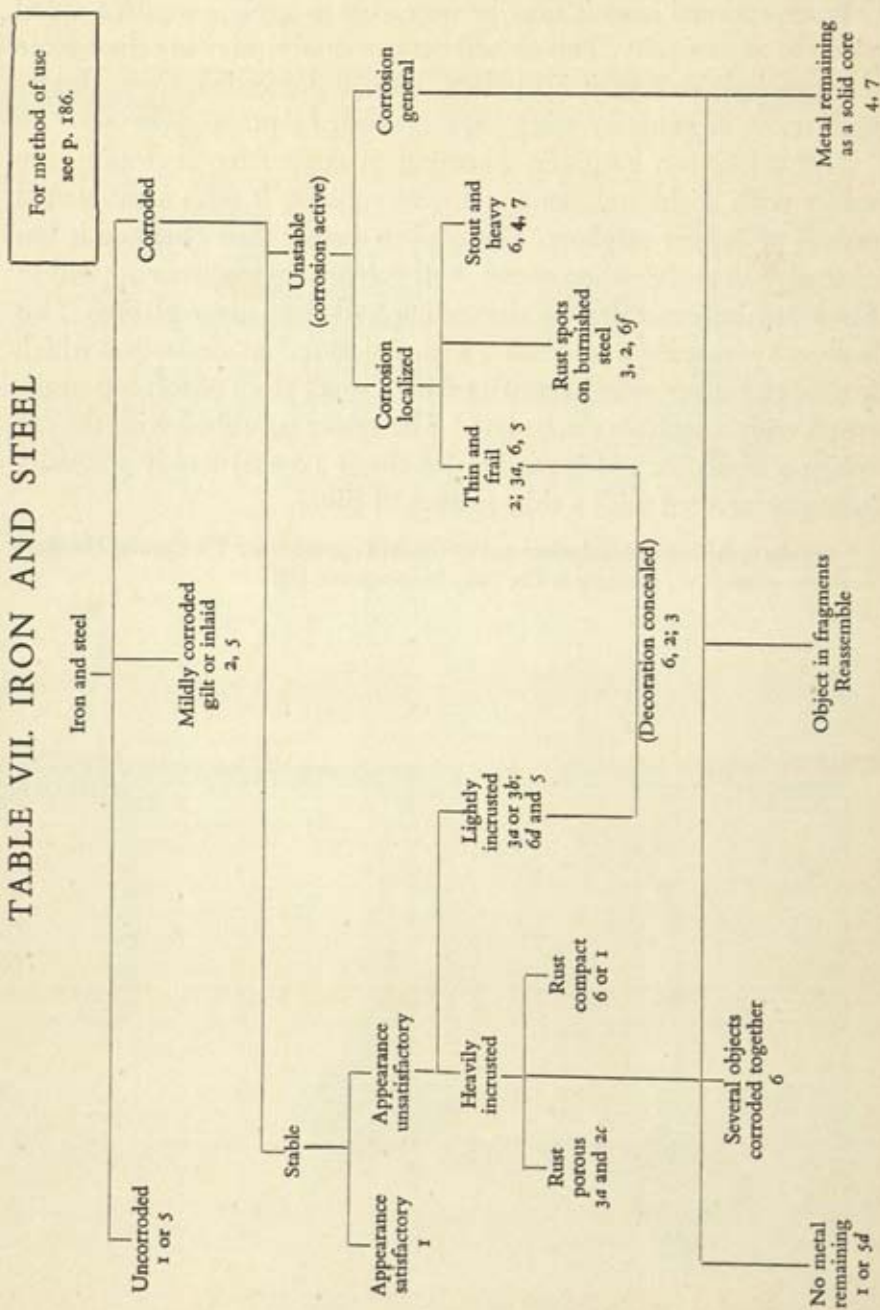 TABLE VII. IRON AND STEEL
For method of use
see p. 186.
Iron and steel
Uncorroded
1 or 5
Mildly corroded
gilt or inlaid
2, 5
Corroded
Stable
Unstable
(corrosion active)
Appearance
satisfactory
1
Appearance
unsatisfactory
Corrosion
localized
Corrosion
general
Heavily
incrusted
Lightly
incrusted
3a or 3b;
6d and 5
Thin and
frail
2; 3a, 6, 5
Stout and
heavy
6, 4, 7
Rust
porous
3a and 2c
Rust
compact
6 or 1
Rust spots
on burnished
steel
3, 2, 6f
(Decoration concealed)
6, 2; 3
No metal
remaining
1 or 5d
Several objects
corroded together
6
Object in fragments
Reassemble
Metal remaining
as a solid core
4, 7